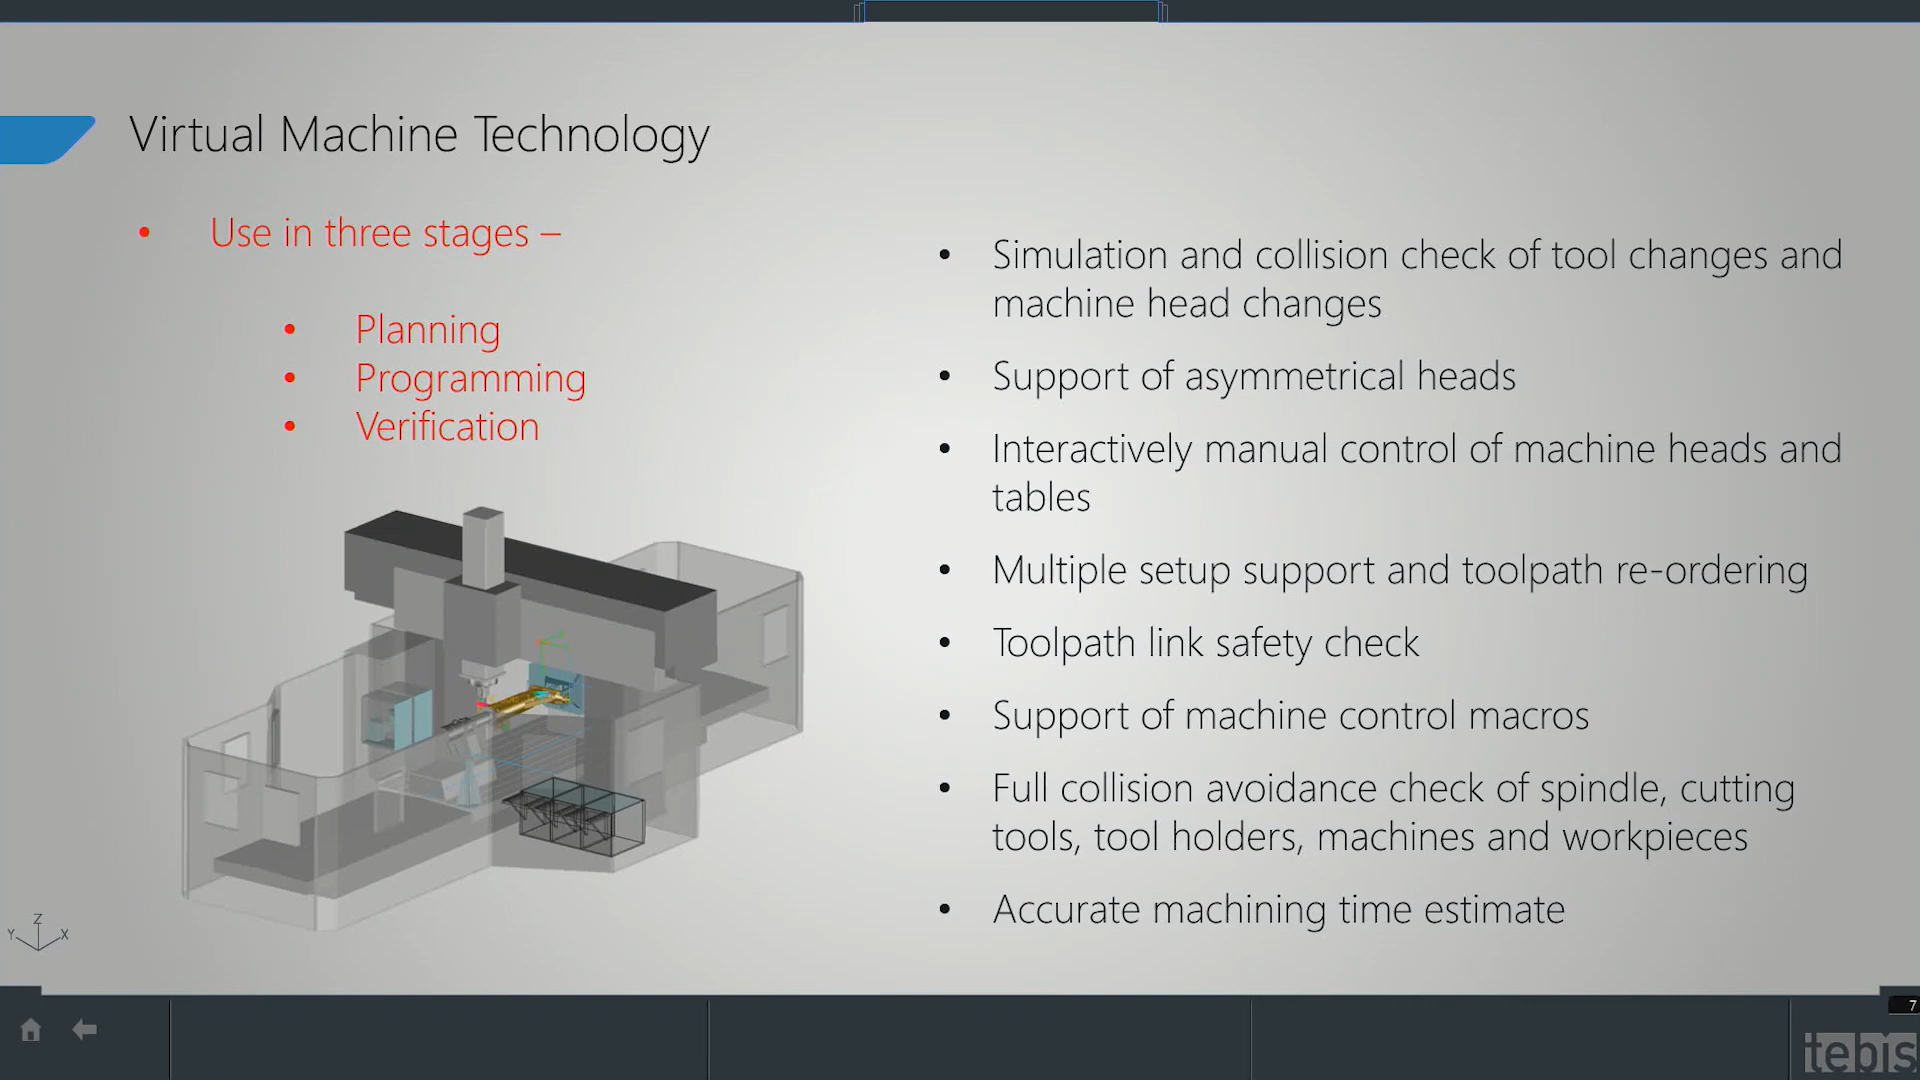 Virtual Machine Technology
• Use in three stages –
• Planning
• Programming
• Verification
• Simulation and collision check of tool changes and
machine head changes
• Support of asymmetrical heads
• Interactively manual control of machine heads and
tables
• Multiple setup support and toolpath re-ordering
• Toolpath link safety check
• Support of machine control macros
• Full collision avoidance check of spindle, cutting
tools, tool holders, machines and workpieces
• Accurate machining time estimate
Z
Y X
7
tebis